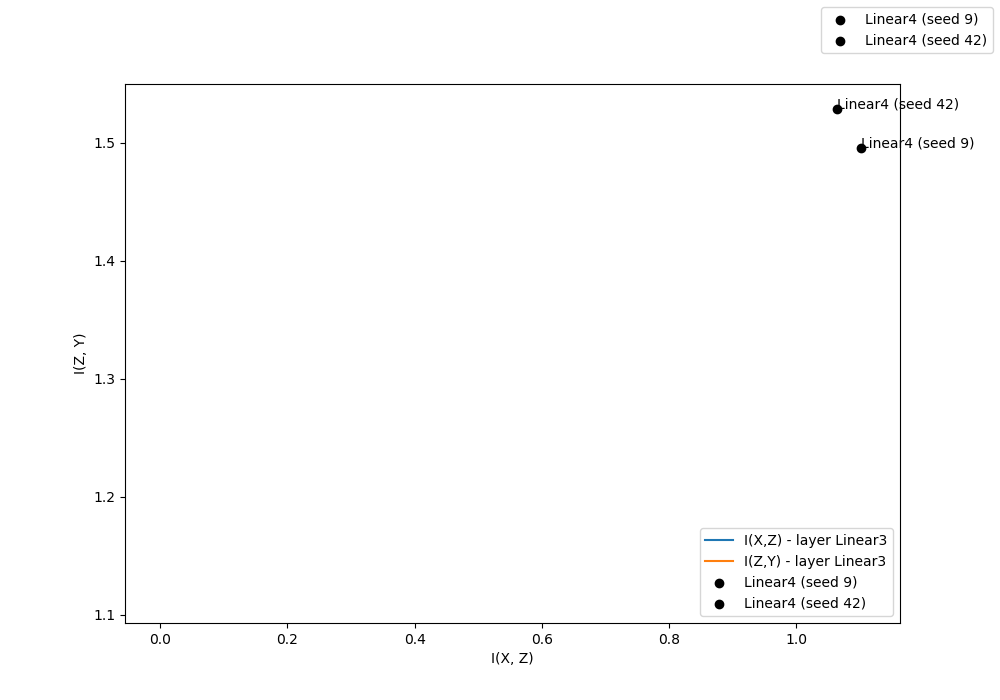 Linear4 (seed 9)
Linear4 (seed 42)
Linear4 (seed 42)
Linear4 (seed 9)
1.5
1.4
1.3
1.2
1.1
I(Z, Y)
I(X,Z) - layer Linear3
I(Z,Y) - layer Linear3
Linear4 (seed 9)
Linear4 (seed 42)
0.0 0.2 0.4 0.6 0.8 1.0
I(X, Z)